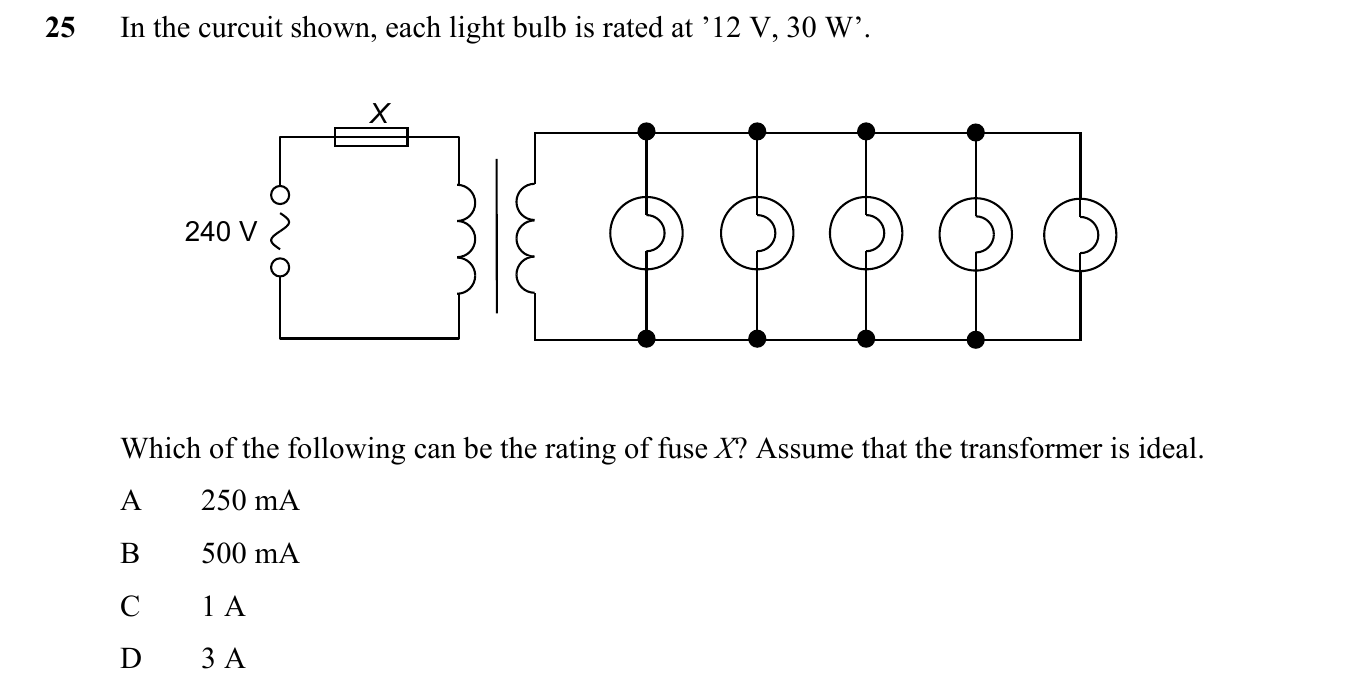 25 In the curcuit shown, each light bulb is rated at ’12 V, 30 W’.
X
240 V
Which of the following can be the rating of fuse X? Assume that the transformer is ideal.
A 250 mA
B 500 mA
C 1 A
D 3 A